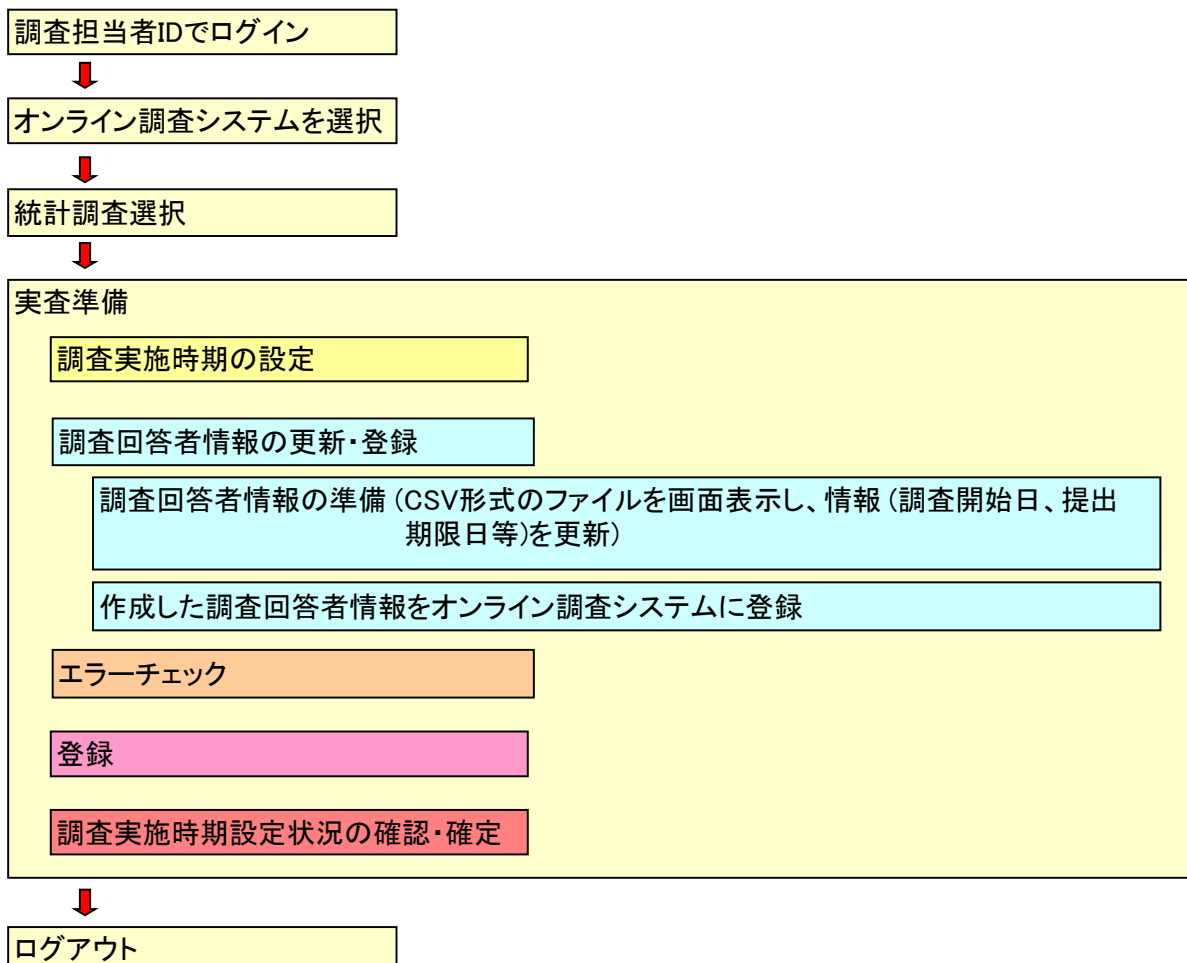 調査担当者IDでログイン
オンライン調査システムを選択
統計調査選択
実査準備
調査実施時期の設定
調査回答者情報の更新・登録
調査回答者情報の準備（CSV形式のファイルを画面表示し、情報（調査開始日、提出
期限日等）を更新）
作成した調査回答者情報をオンライン調査システムに登録
エラーチェック
登録
調査実施時期設定状況の確認・確定
ログアウト